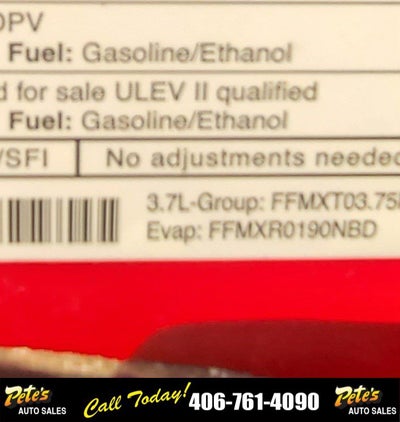 DPV
Fuel: Gasoline/Ethanol
d for sale ULEV II qualified
Fuel: Gasoline/Ethanol
/SFI No adjustments needed
3.7L-Group: FFMXT03.75
Evap: FFMXR0190NBD
Pete's AUTO SALES Call Today! 406-761-4090 Pete's AUTO SALES